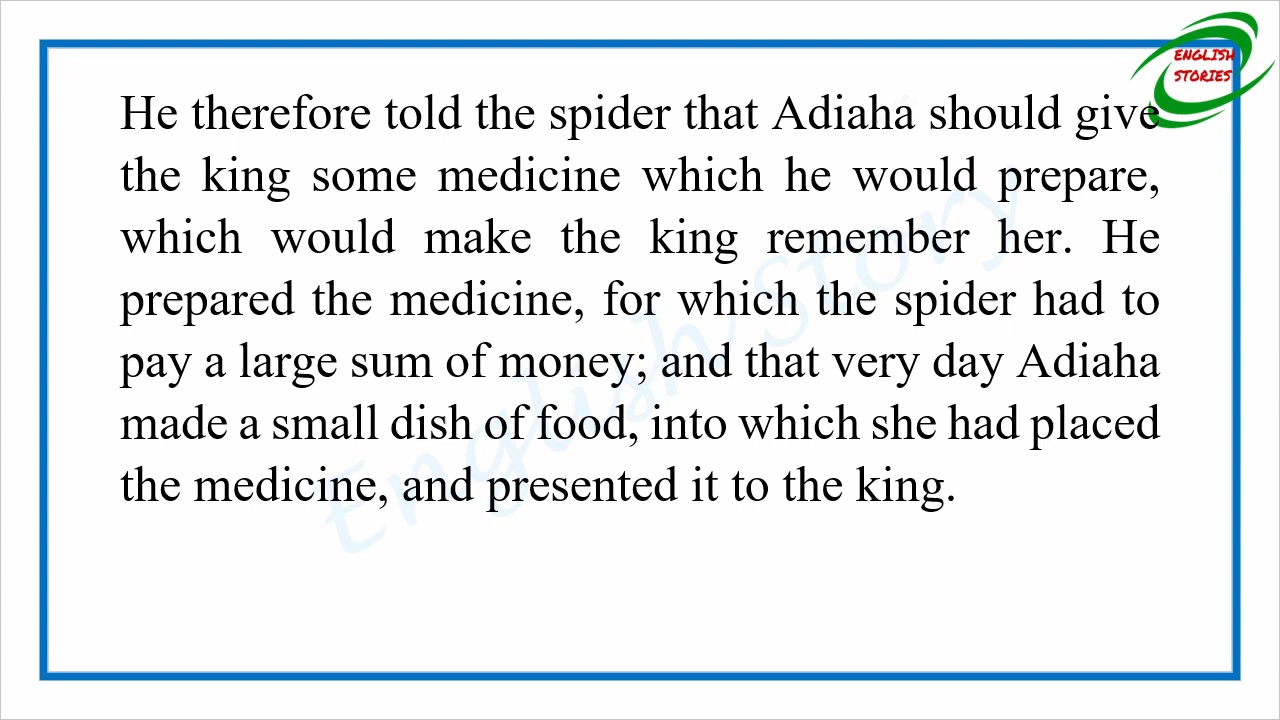 ENGLISH
STORIES
He therefore told the spider that Adiaha should give
the king some medicine which he would prepare,
which would make the king remember her. He
prepared the medicine, for which the spider had to
pay a large sum of money; and that very day Adiaha
made a small dish of food, into which she had placed
the medicine, and presented it to the king.
English Story